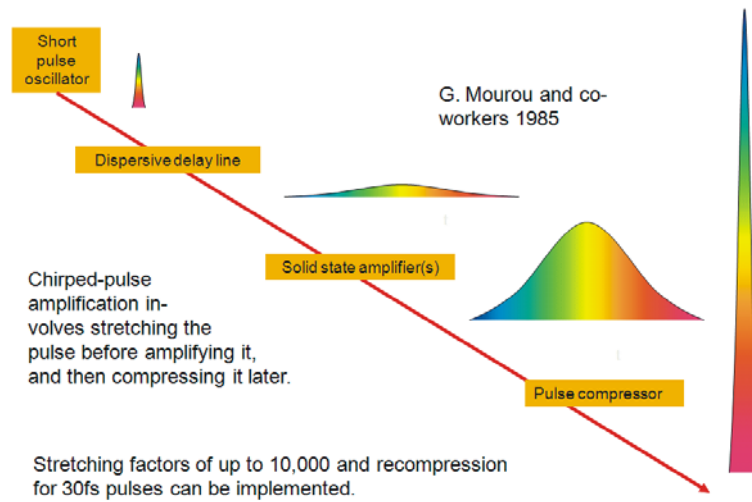 Short
pulse
oscillator
G. Mourou and co-
workers 1985
Dispersive delay line
Solid state amplifier(s)
Chirped-pulse
amplification in-
volves stretching the
pulse before amplifying it,
and then compressing it later.
Pulse compressor
Stretching factors of up to 10,000 and recompression
for 30fs pulses can be implemented.